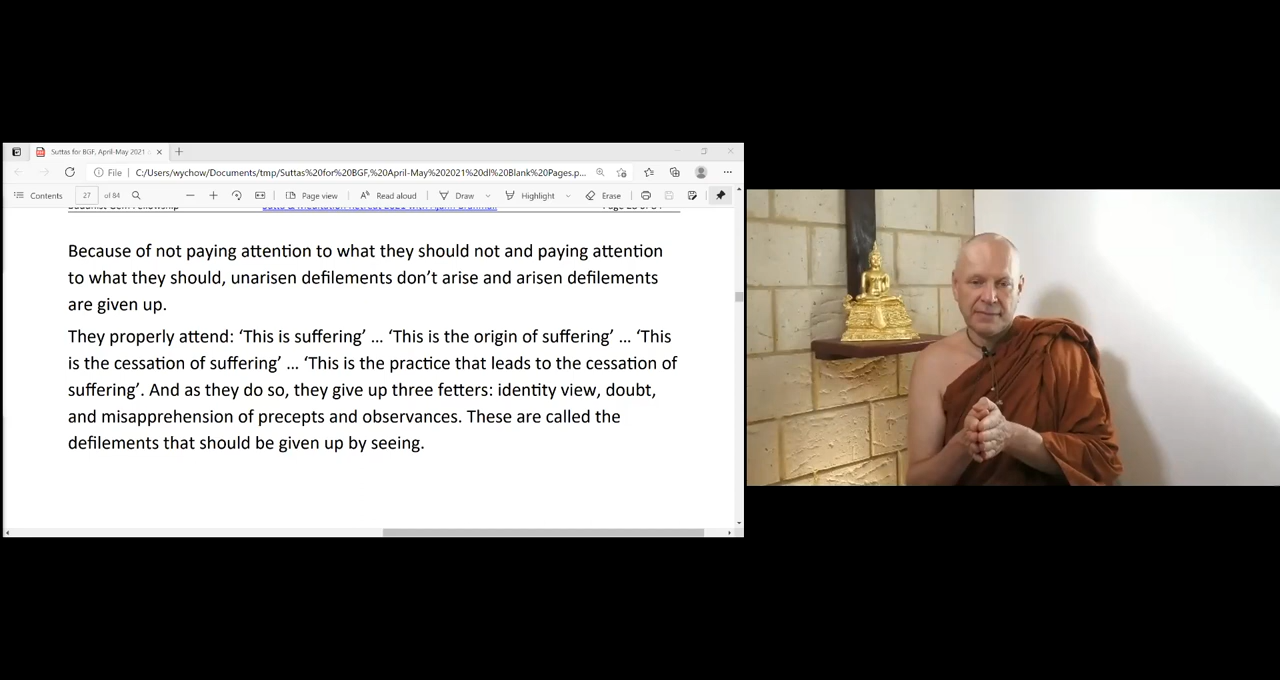 Suttas for BGF, April-May 2021
File
C:/Users/wychow/Documents/tmp/Suttas%20for%20BGF,%20April-May%202021%20dl%20Blank%20Pages.p...
Contents
27
of 84
Page view
Read aloud
Draw
Highlight
Erase
Because of not paying attention to what they should not and paying attention
to what they should, unarisen defilements don’t arise and arisen defilements
are given up.
They properly attend: ‘This is suffering’ ... ‘This is the origin of suffering’ ... ‘This
is the cessation of suffering’ ... ‘This is the practice that leads to the cessation of
suffering’. And as they do so, they give up three fetters: identity view, doubt,
and misapprehension of precepts and observances. These are called the
defilements that should be given up by seeing.